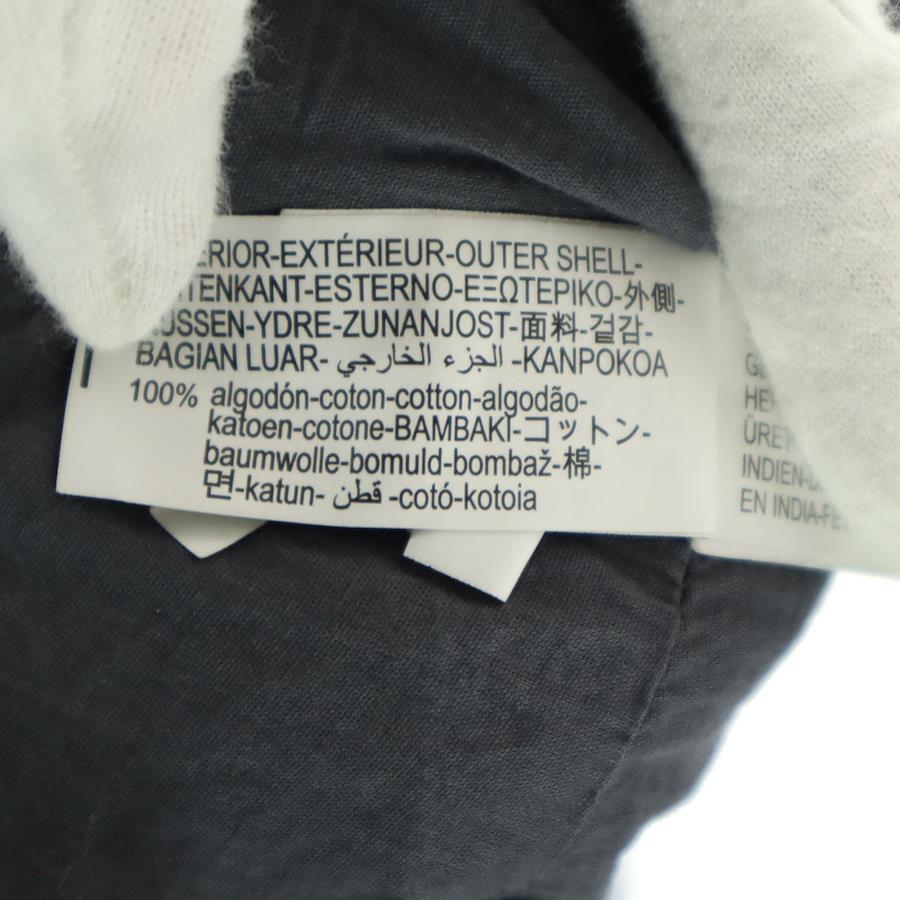 ERIOR-EXTÉRIEUR-OUTER SHELL-
TENKANT-ESTERNO-ΕΞΩΤΕΡΙΚΟ-外側-
USSEN-YDRE-ZUNANJOST-面料-겉감-
BAGIAN LUAR- الجزء الخارجي -KANPOKOA
100% algodón-coton-cotton-algodão-
katoen-cotone-BAMBAKI-コットン-
baumwolle-bomuld-bombaž-棉-
면-katun- قطن -cotó-kotoia
ÜRET
INDIEN-
EN INDIA-